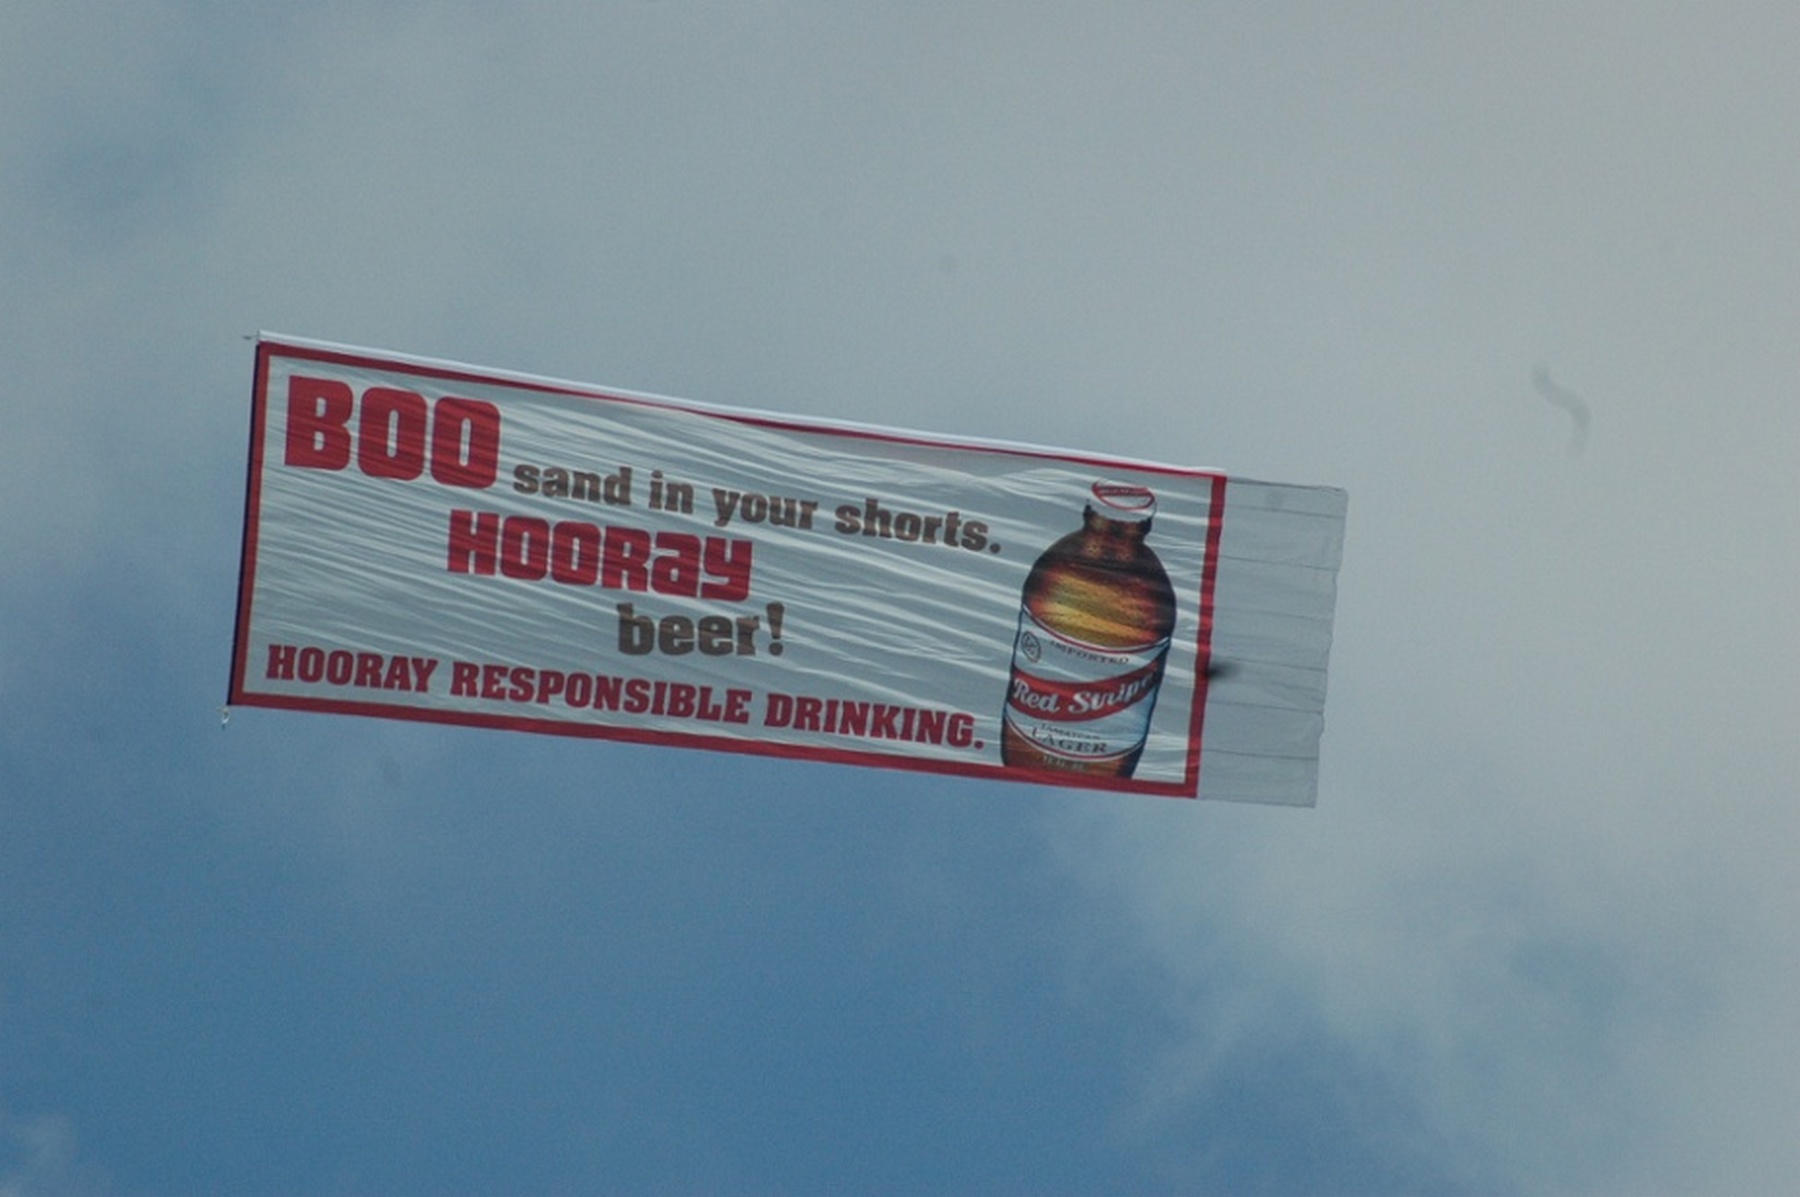 BOO
sand in your shorts.
HOORay
beer!
HOORAY RESPONSIBLE DRINKING.
IMPORTED
Red Stripe
LAGER